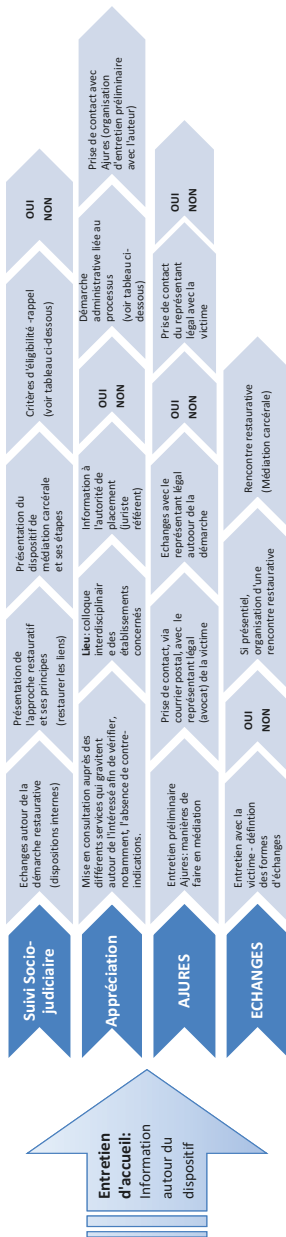 Entretien
d'accueil:
Information
autour du
dispositif
Suivi Socio-
judiciaire
Echanges autour de la
démarche restaurative
(dispositions internes)
Présentation de
l'approche restauratif
et ses principes
(restaurer les liens)
Présentation du
dispositif de
médiation carcérale
et ses étapes
Critères d'éligibilité -rappel
(voir tableau ci-dessous)
OUI
NON
Appréciation
Mise en consultation auprès des
différents services qui gravitent
autour de l'intéressé afin de vérifier,
notamment, l'absence de contre-
indications.
Lieu: colloque
interdisciplinair
e des
établissements
concernés
Information à
l'autorité de
placement
(juriste
référent)
OUI
NON
Démarche
administrative liée au
processus
(voir tableau ci-
dessous)
Prise de contact avec
Ajures (organisation
d'entretien préliminaire
avec l'auteur)
AJURES
Entretien préliminaire
Ajures: manières de
faire en médiation
Prise de contact, via
courrier postal, avec le
représentant légal
(avocat) de la victime
Echanges avec le
représentant légal
autoour de la
démarche
OUI
NON
Prise de contact
du représentant
légal avec la
victime
OUI
NON
ECHANGES
Entretien avec la
victime - définition
des formes
d'échanges
OUI
NON
Si présentiel,
organisation d'une
rencontre restaurative
Rencontre restaurative
(Médiation carcérale)